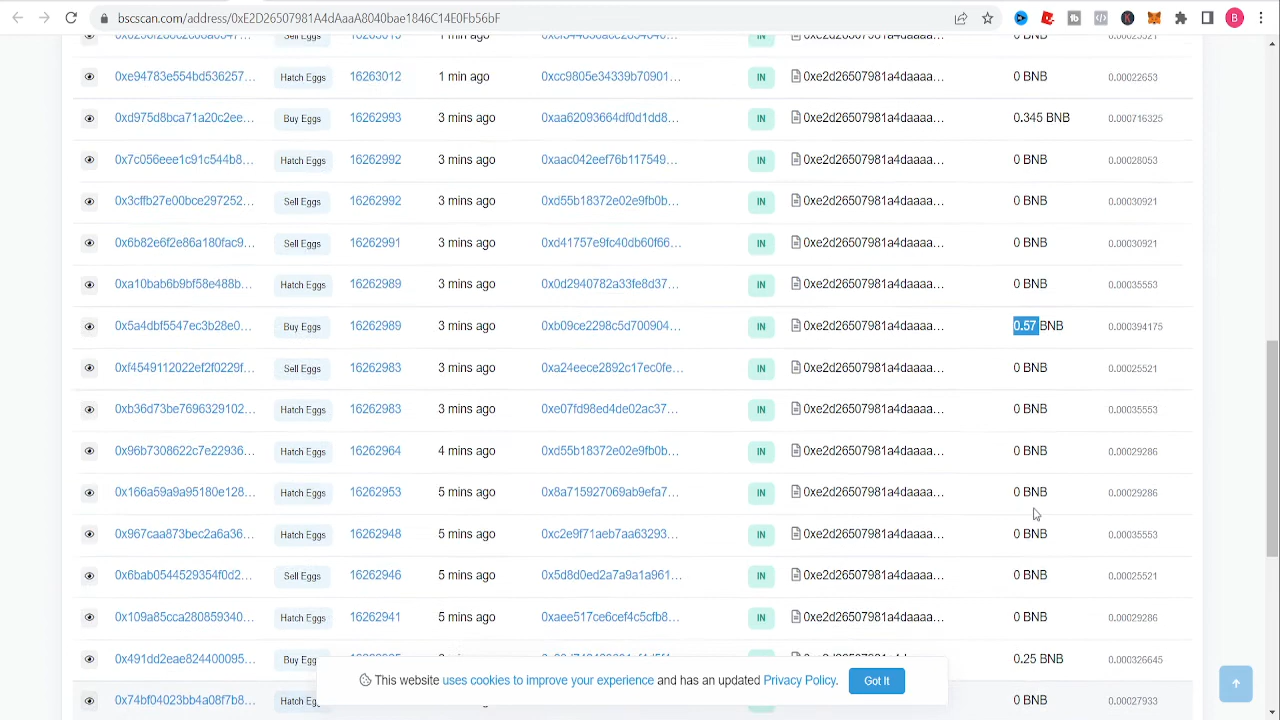 bscscan.com/address/0xE2D26507981A4dAaaA8040bae1846C14E0Fb56bF
Sell Eggs
0xe94783e554bd536257... Hatch Eggs 16263012 1 min ago 0xcc9805e34339b70901... IN 0xe2d26507981a4daaaa... 0 BNB 0.00022653
0xd975d8bca71a20c2ee... Buy Eggs 16262993 3 mins ago 0xaa62093664df0d1dd8... IN 0xe2d26507981a4daaaa... 0.345 BNB 0.000716325
0x7c056eee1c91c544b8... Hatch Eggs 16262992 3 mins ago 0xaac042eef76b117549... IN 0xe2d26507981a4daaaa... 0 BNB 0.00028053
0x3cffb27e00bce297252... Sell Eggs 16262992 3 mins ago 0xd55b18372e02e9fb0b... IN 0xe2d26507981a4daaaa... 0 BNB 0.00030921
0x6b82e6f2e86a180fac9... Sell Eggs 16262991 3 mins ago 0xd41757e9fc40db60f66... IN 0xe2d26507981a4daaaa... 0 BNB 0.00030921
0xa10bab6b9bf58e488b... Hatch Eggs 16262989 3 mins ago 0x0d2940782a33fe8d37... IN 0xe2d26507981a4daaaa... 0 BNB 0.00035553
0x5a4dbf5547ec3b28e0... Buy Eggs 16262989 3 mins ago 0xb09ce2298c5d700904... IN 0xe2d26507981a4daaaa... 0.57 BNB 0.000394175
0xf4549112022ef2f0229f... Sell Eggs 16262983 3 mins ago 0xa24eece2892c17ec0fe... IN 0xe2d26507981a4daaaa... 0 BNB 0.00025521
0xb36d73be7696329102... Hatch Eggs 16262983 3 mins ago 0xe07fd98ed4de02ac37... IN 0xe2d26507981a4daaaa... 0 BNB 0.00035553
0x96b7308622c7e22936... Hatch Eggs 16262964 4 mins ago 0xd55b18372e02e9fb0b... IN 0xe2d26507981a4daaaa... 0 BNB 0.00029286
0x166a59a9a95180e128... Hatch Eggs 16262953 5 mins ago 0x8a715927069ab9efa7... IN 0xe2d26507981a4daaaa... 0 BNB 0.00029286
0x967caa873bec2a6a36... Hatch Eggs 16262948 5 mins ago 0xc2e9f71aeb7aa63293... IN 0xe2d26507981a4daaaa... 0 BNB 0.00035553
0x6bab0544529354f0d2... Sell Eggs 16262946 5 mins ago 0x5d8d0ed2a7a9a1a961... IN 0xe2d26507981a4daaaa... 0 BNB 0.00025521
0x109a85cca280859340... Hatch Eggs 16262941 5 mins ago 0xaee517ce6cef4c5cfb8... IN 0xe2d26507981a4daaaa... 0 BNB 0.00029286
0x491dd2eae824400095... Buy Egg 0.25 BNB 0.000326645
This website uses cookies to improve your experience and has an updated Privacy Policy. Got It
0x74bf04023bb4a08f7b8... Hatch Eg 0 BNB 0.00027933